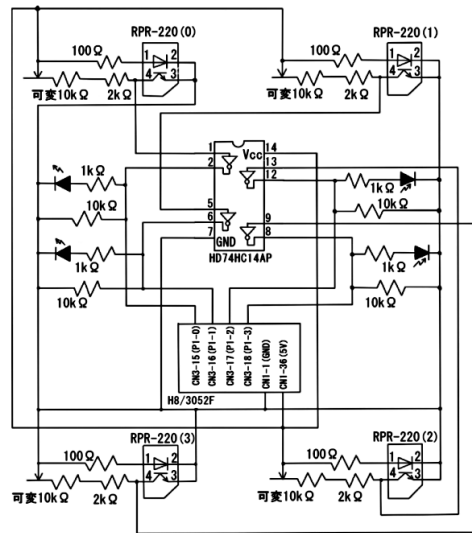 RPR-220(0)
100Ω
1 2
4 3
可変10kΩ 2kΩ
RPR-220(1)
100Ω
1 2
4 3
可変10kΩ 2kΩ
1 14
2 Vcc 13
12
5
6 9
7 GND 8
HD74HC14AP
1kΩ
10kΩ
1kΩ
10kΩ
1kΩ
10kΩ
1kΩ
10kΩ
CN3-15(P1-0)
CN3-16(P1-1)
CN3-17(P1-2)
CN3-18(P1-3)
CN1-1(GND)
CN1-36(5V)
H8/3052F
RPR-220(3)
100Ω
1 2
4 3
可変10kΩ 2kΩ
RPR-220(2)
100Ω
1 2
4 3
可変10kΩ 2kΩ